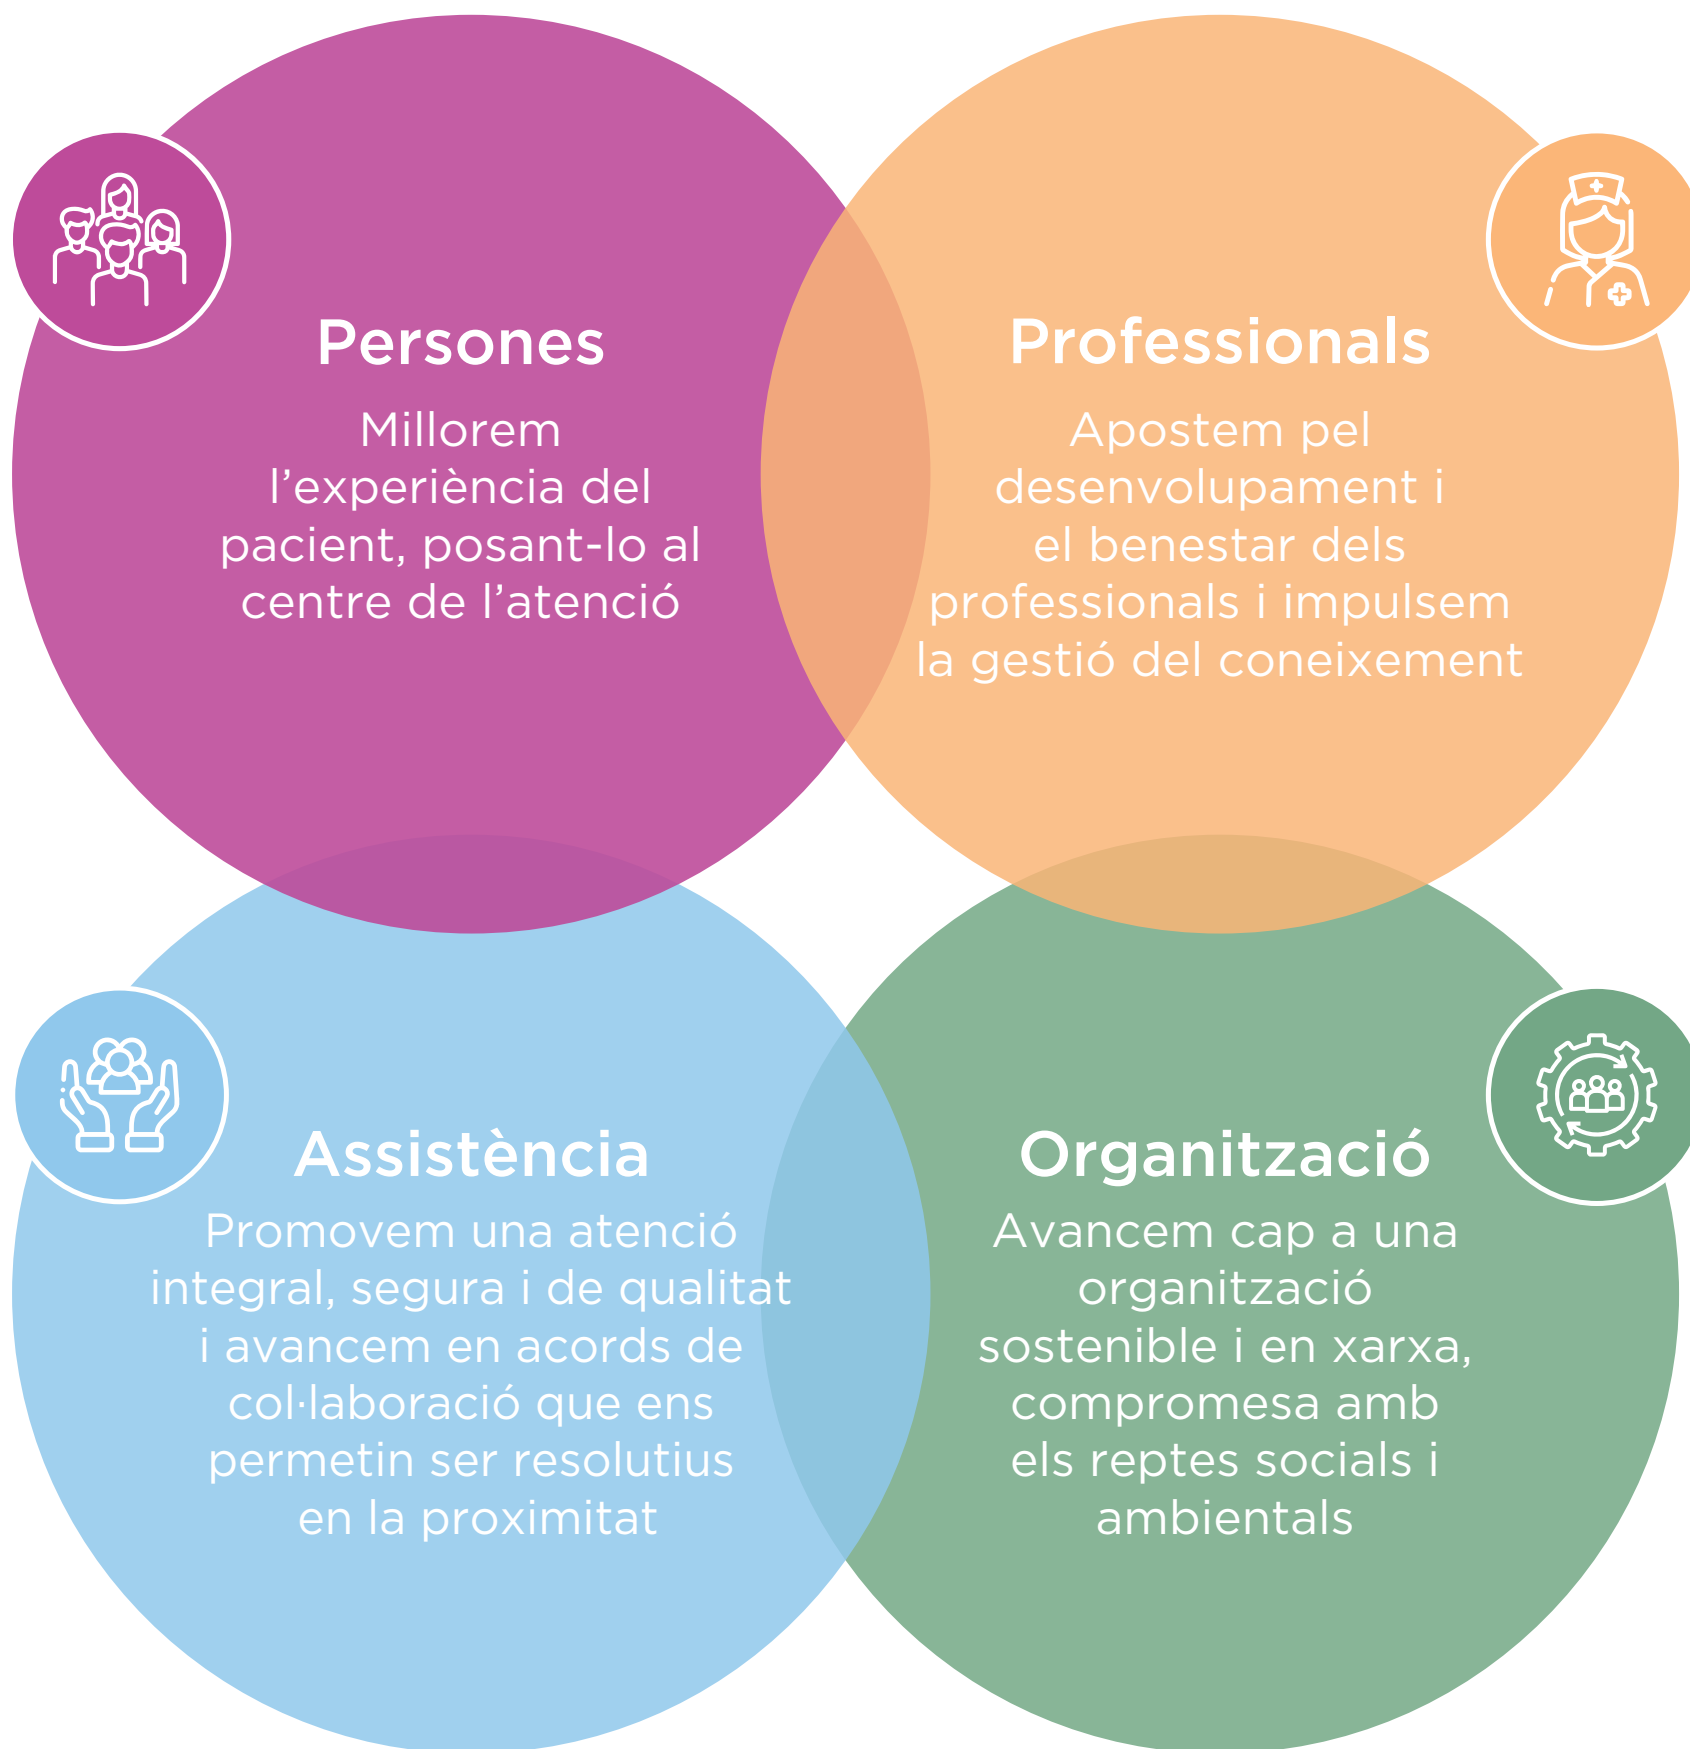 Persones
Millorem
l’experiència del
pacient, posant-lo al
centre de l’atenció
Professionals
Apostem pel
desenvolupament i
el benestar dels
professionals i impulsem
la gestió del coneixement
Assistència
Promovem una atenció
integral, segura i de qualitat
i avancem en acords de
col·laboració que ens
permetin ser resolutius
en la proximitat
Organització
Avancem cap a una
organització
sostenible i en xarxa,
compromesa amb
els reptes socials i
ambientals